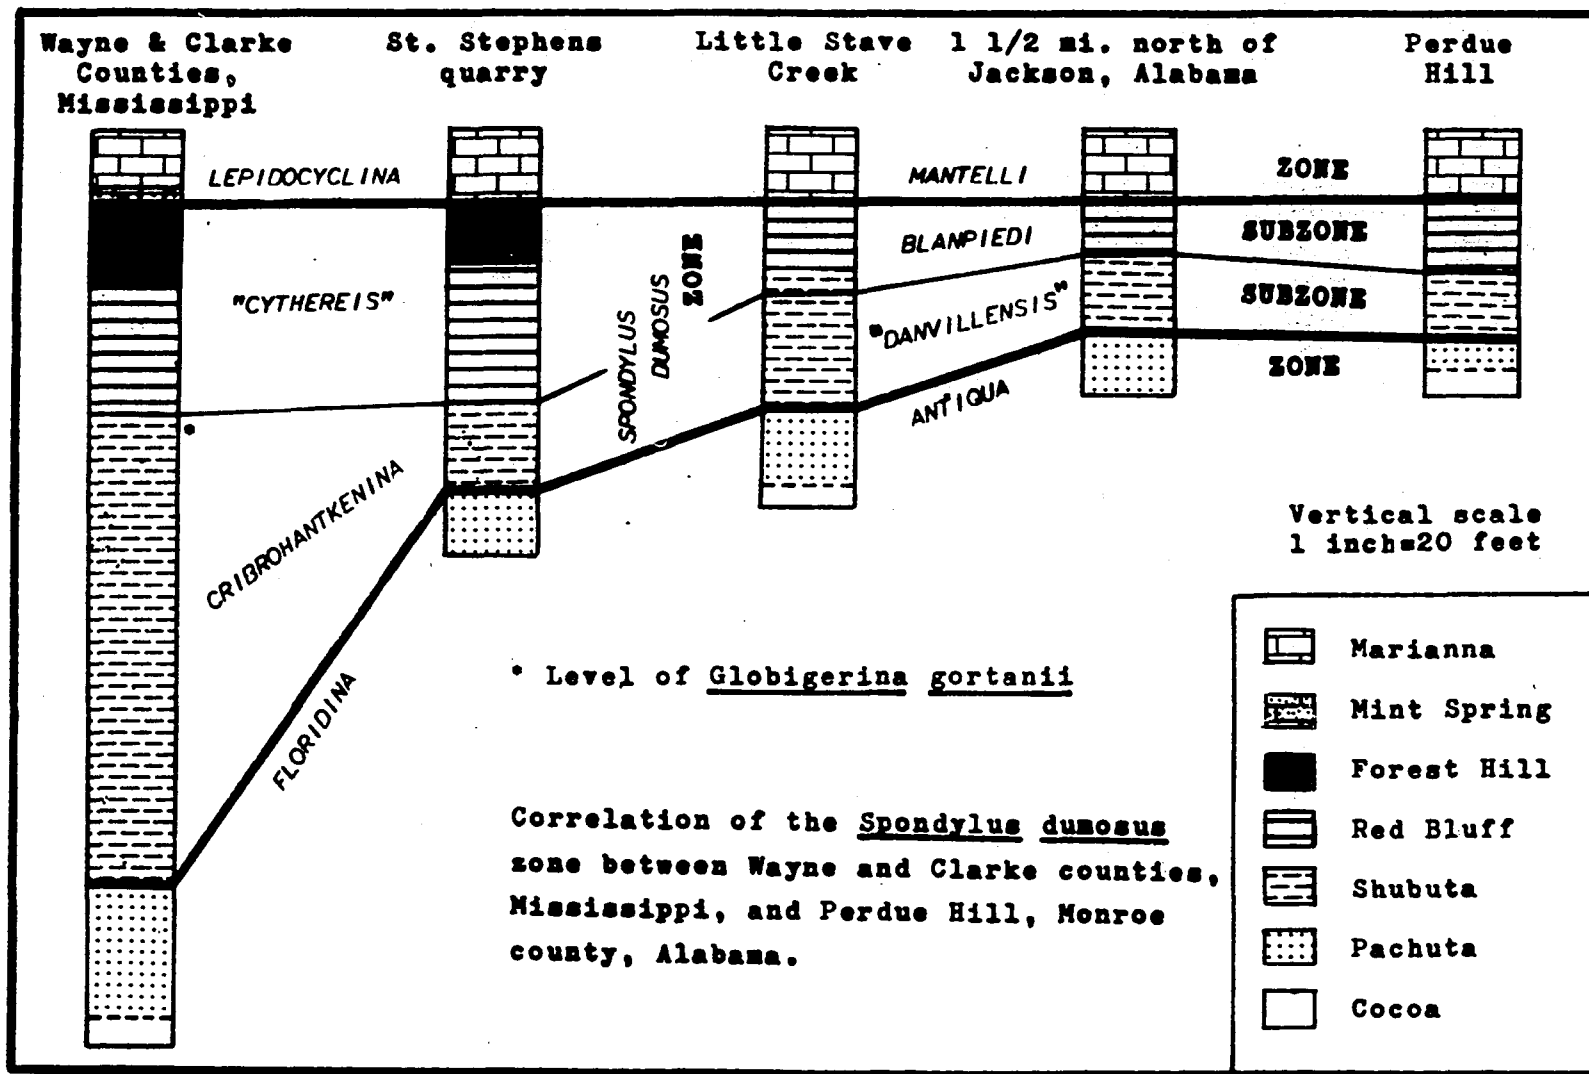 Wayne & Clarke
Counties,
Mississippi
St. Stephens
quarry
Little Stave
Creek
1 1/2 mi. north of
Jackson, Alabama
Perdue
Hill
LEPIDOCYCLINA
MANTELLI
ZONE
"CYTHEREIS"
BLANPIEDI
SUBZONE
SPONDYLUS
DUMOSUS
ZONE
CRIBROHANTKENINA
"DANVILLENSIS"
SUBZONE
FLORIDINA
ANTIQUA
ZONE
*
Vertical scale
1 inch=20 feet
* Level of Globigerina gortanii
Correlation of the Spondylus dumosus
zone between Wayne and Clarke counties,
Mississippi, and Perdue Hill, Monroe
county, Alabama.
Marianna
Mint Spring
Forest Hill
Red Bluff
Shubuta
Pachuta
Cocoa